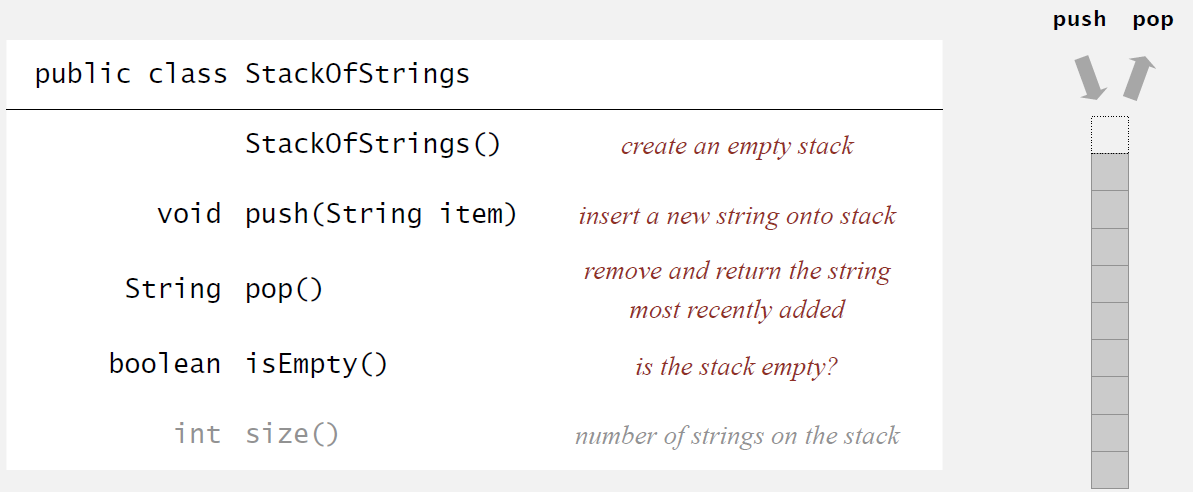 push pop
public class StackOfStrings
StackOfStrings() create an empty stack
void push(String item) insert a new string onto stack
String pop() remove and return the string
most recently added
boolean isEmpty() is the stack empty?
int size() number of strings on the stack